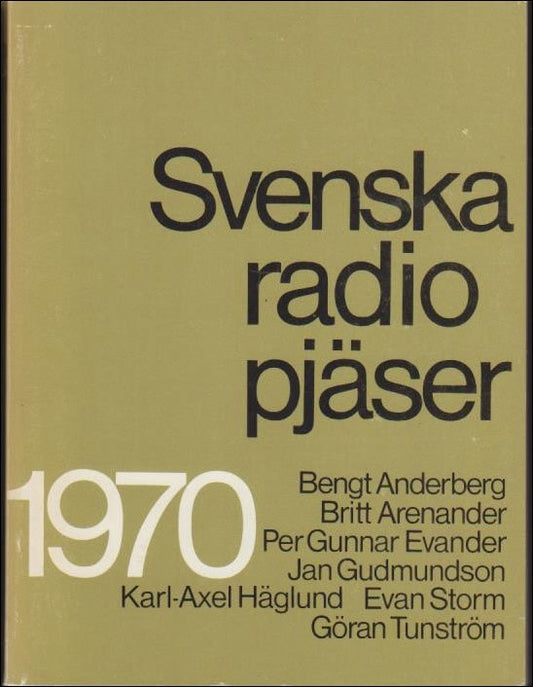 Svenska
radio
pjäser
1970
Bengt Anderberg
Britt Arenander
Per Gunnar Evander
Jan Gudmundson
Karl-Axel Häglund Evan Storm
Göran Tunström